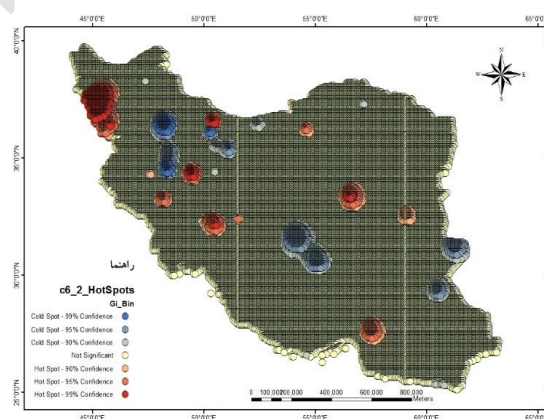 45°0'0"E 50°0'0"E 55°0'0"E 60°0'0"E 65°0'0"
40°0'0"N
35°0'0"N
30°0'0"N
25°0'0"N
N
W E
S
راهنما
c6_2_HotSpots
Gi_Bin
Cold Spot - 99% Confidence
Cold Spot - 95% Confidence
Cold Spot - 90% Confidence
Not Significant
Hot Spot - 90% Confidence
Hot Spot - 95% Confidence
Hot Spot - 99% Confidence
0 100,000200,000 400,000 600,000 800,000
Meters
45°0'0"E 50°0'0"E 55°0'0"E 60°0'0"E 65°0'0"